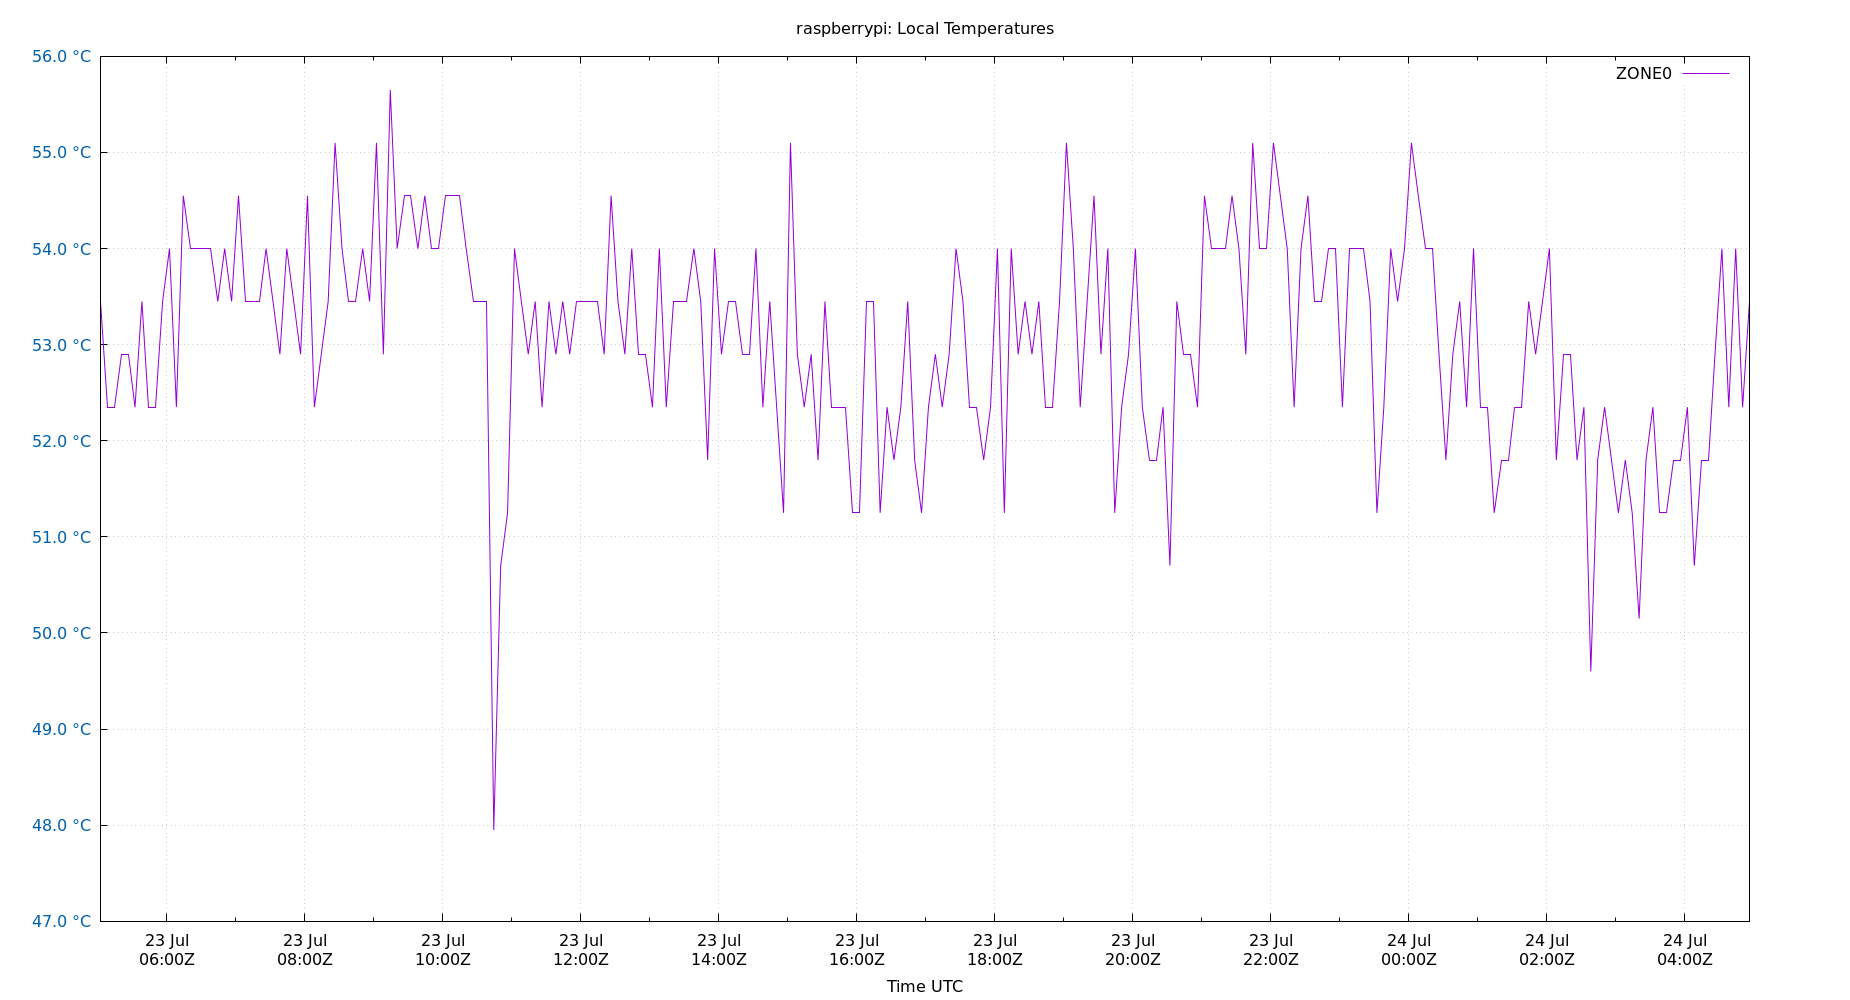 raspberrypi: Local Temperatures
56.0 °C
ZONE0
55.0 °C
54.0 °C
53.0 °C
52.0 °C
51.0 °C
50.0 °C
49.0 °C
48.0 °C
47.0 °C
23 Jul 23 Jul 23 Jul 23 Jul 23 Jul 23 Jul 23 Jul 23 Jul 23 Jul 24 Jul 24 Jul 24 Jul
06:00Z 08:00Z 10:00Z 12:00Z 14:00Z 16:00Z 18:00Z 20:00Z 22:00Z 00:00Z 02:00Z 04:00Z
Time UTC